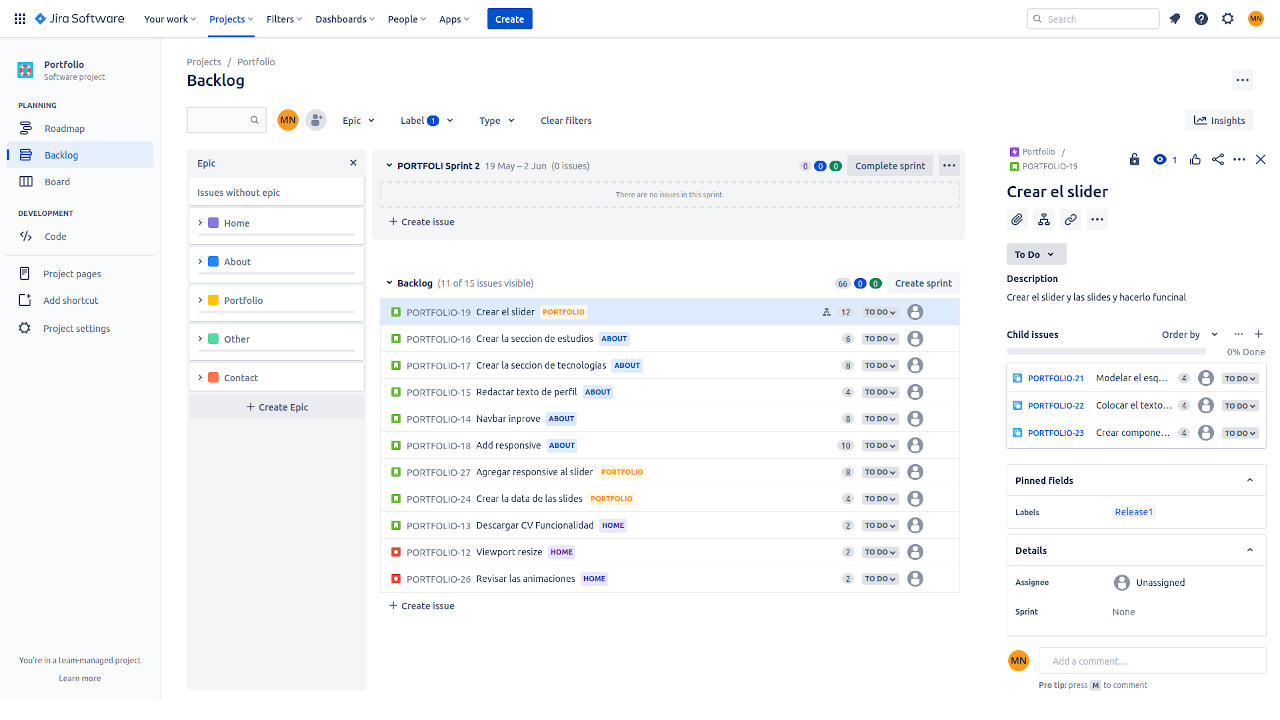 Jira Software Your work Projects Filters Dashboards People Apps Create Search MN
Portfolio
Software project
PLANNING
Roadmap
Backlog
Board
DEVELOPMENT
Code
Project pages
Add shortcut
Project settings
You're in a team-managed project
Learn more
Projects / Portfolio
Backlog
MN Epic Label 1 Type Clear filters Insights
Epic
Issues without epic
Home
About
Portfolio
Other
Contact
+ Create Epic
PORTFOLI Sprint 2 19 May – 2 Jun (0 issues) 0 0 0 Complete sprint
There are no issues in this sprint.
+ Create issue
Backlog (11 of 15 issues visible) 66 0 0 Create sprint
PORTFOLIO-19 Crear el slider PORTFOLIO 12 TO DO
PORTFOLIO-16 Crear la seccion de estudios ABOUT 6 TO DO
PORTFOLIO-17 Crear la seccion de tecnologias ABOUT 8 TO DO
PORTFOLIO-15 Redactar texto de perfil ABOUT 4 TO DO
PORTFOLIO-14 Navbar inprove ABOUT 8 TO DO
PORTFOLIO-18 Add responsive ABOUT 10 TO DO
PORTFOLIO-27 Agregar responsive al slider PORTFOLIO 8 TO DO
PORTFOLIO-24 Crear la data de las slides PORTFOLIO 4 TO DO
PORTFOLIO-13 Descargar CV Funcionalidad HOME 2 TO DO
PORTFOLIO-12 Viewport resize HOME 2 TO DO
PORTFOLIO-26 Revisar las animaciones HOME 2 TO DO
+ Create issue
Portfolio /
PORTFOLIO-19
1
Crear el slider
To Do
Description
Crear el slider y las slides y hacerlo funcinal
Child issues Order by
0% Done
PORTFOLIO-21 Modelar el esq... 4 TO DO
PORTFOLIO-22 Colocar el texto... 4 TO DO
PORTFOLIO-23 Crear compone... 4 TO DO
Pinned fields
Labels Release1
Details
Assignee Unassigned
Sprint None
MN Add a comment...
Pro tip: press M to comment